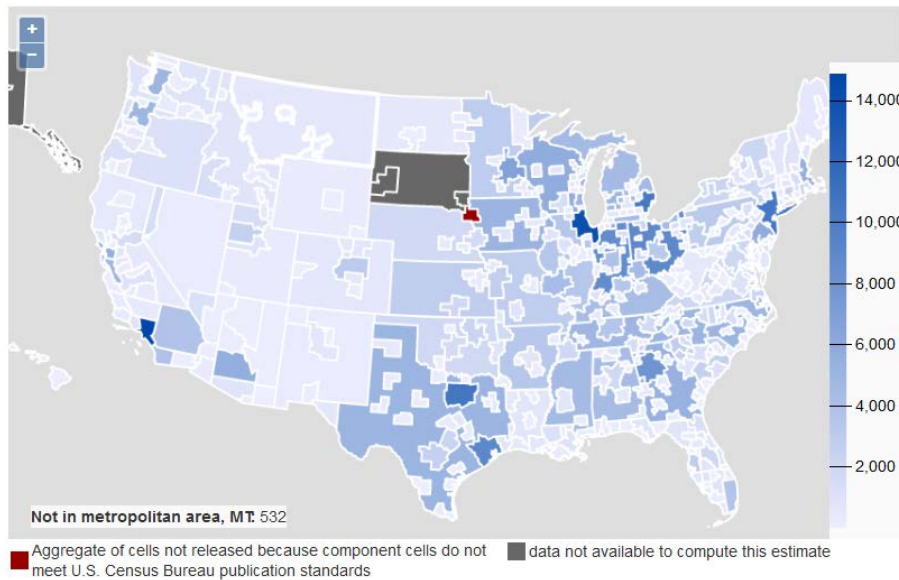 +
−
14,000
12,000
10,000
8,000
6,000
4,000
2,000
Not in metropolitan area, MT: 532
Aggregate of cells not released because component cells do not
meet U.S. Census Bureau publication standards
data not available to compute this estimate